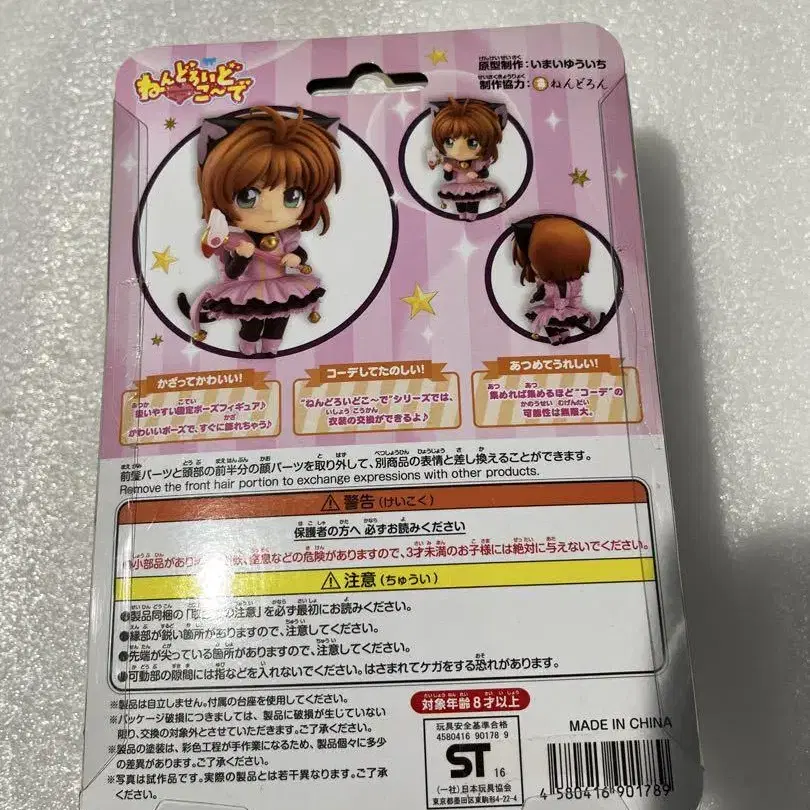 ねんどろいど
こ〜で
原型制作：いまいゆういち
制作協力：ねんどろん
かざってかわいい！
使いやすい固定ポーズフィギュア♪
かわいいポーズで、すぐに飾れちゃう♪
コーデしてたのしい！
"ねんどろいどこ〜で"シリーズでは、
衣装の交換ができるよ♪
あつめてうれしい！
集めれば集めるほど"コーデ"の
可能性は無限大。
前髪パーツと頭部の前半分の顔パーツを取り外して、別商品の表情と差し換えることができます。
Remove the front hair portion to exchange expressions with other products.
警告（けいこく）
保護者の方へ 必ずお読みください
小部品があり 飲、窒息などの危険がありますので、3才未満のお子様には絶対に与えないでください。
注意（ちゅうい）
●製品同梱の「取 の注意」を必ず最初にお読みください。
●縁部が鋭い箇所がありますので、注意してください。
●先端が尖っている箇所がありますので、注意してください。
●可動部の隙間には指などを入れないでください。はさまれてケガをする恐れがあります。
※製品は自立しません。付属の台座を使用してください。
※パッケージ破損につきましては、製品に破損が生じていない
限り、交換の対象外とさせていただきます。ご了承ください。
※製品の塗装は、彩色工程が手作業になるため、製品個々に多少
の差異があります。ご了承ください。
※写真は試作品です。実際の製品とは若干異なります。
対象年齢8才以上
玩具安全基準合格
4580416 90178 9
ST 16
（一社）日本玩具協会
東京都墨田区東駒形4-22-4
MADE IN CHINA
4 580416 901789